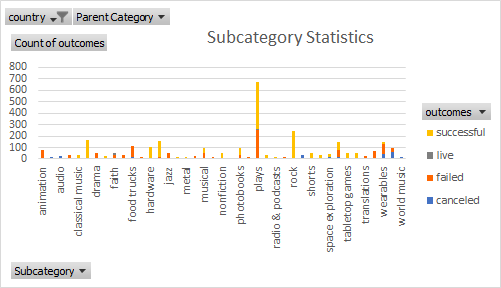 country Parent Category
Count of outcomes
Subcategory Statistics
800
700
600
500
400
300
200
100
0
animation
audio
classical music
drama
faith
food trucks
hardware
jazz
metal
musical
nonfiction
photobooks
plays
radio & podcasts
rock
shorts
space exploration
tabletop games
translations
wearables
world music
outcomes
successful
live
failed
canceled
Subcategory